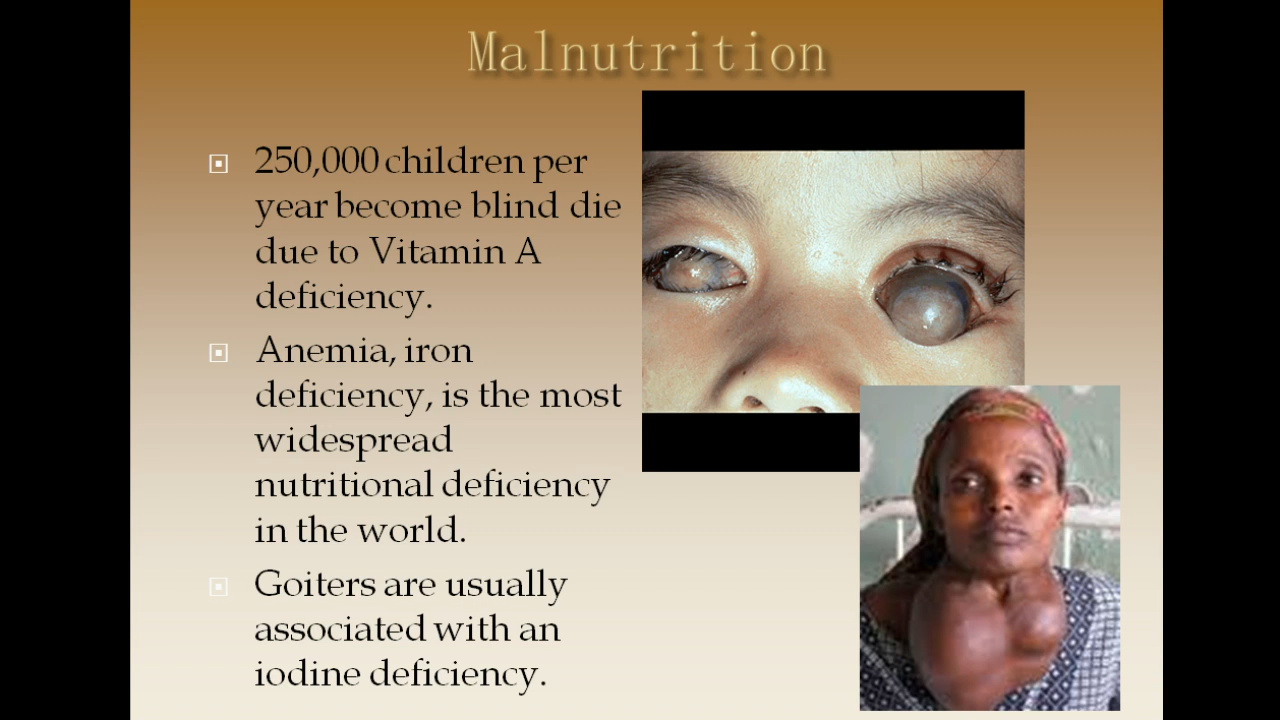 Malnutrition
250,000 children per
year become blind die
due to Vitamin A
deficiency.
Anemia, iron
deficiency, is the most
widespread
nutritional deficiency
in the world.
Goiters are usually
associated with an
iodine deficiency.